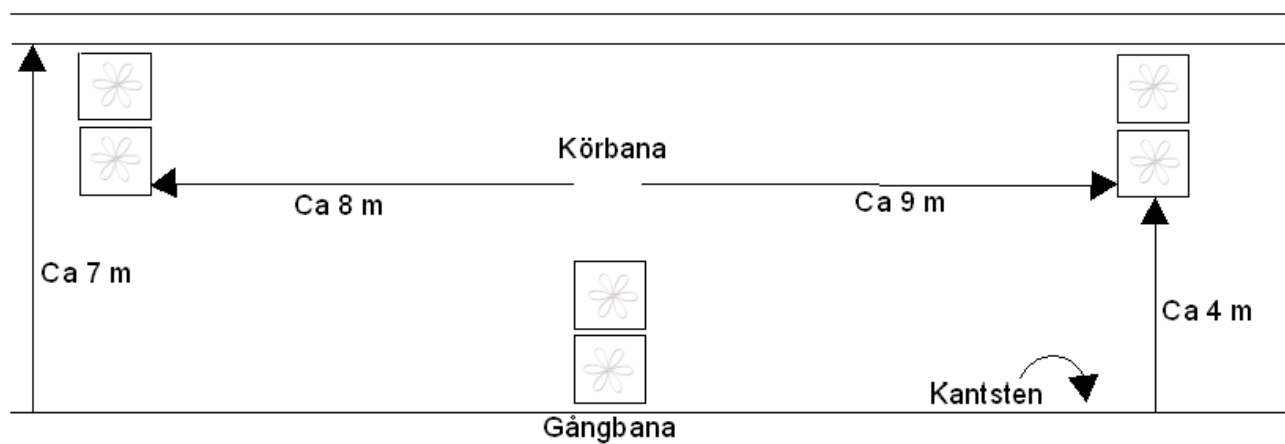 Körbana
Ca 8 m
Ca 9 m
Ca 7 m
Ca 4 m
Kantsten
Gångbana